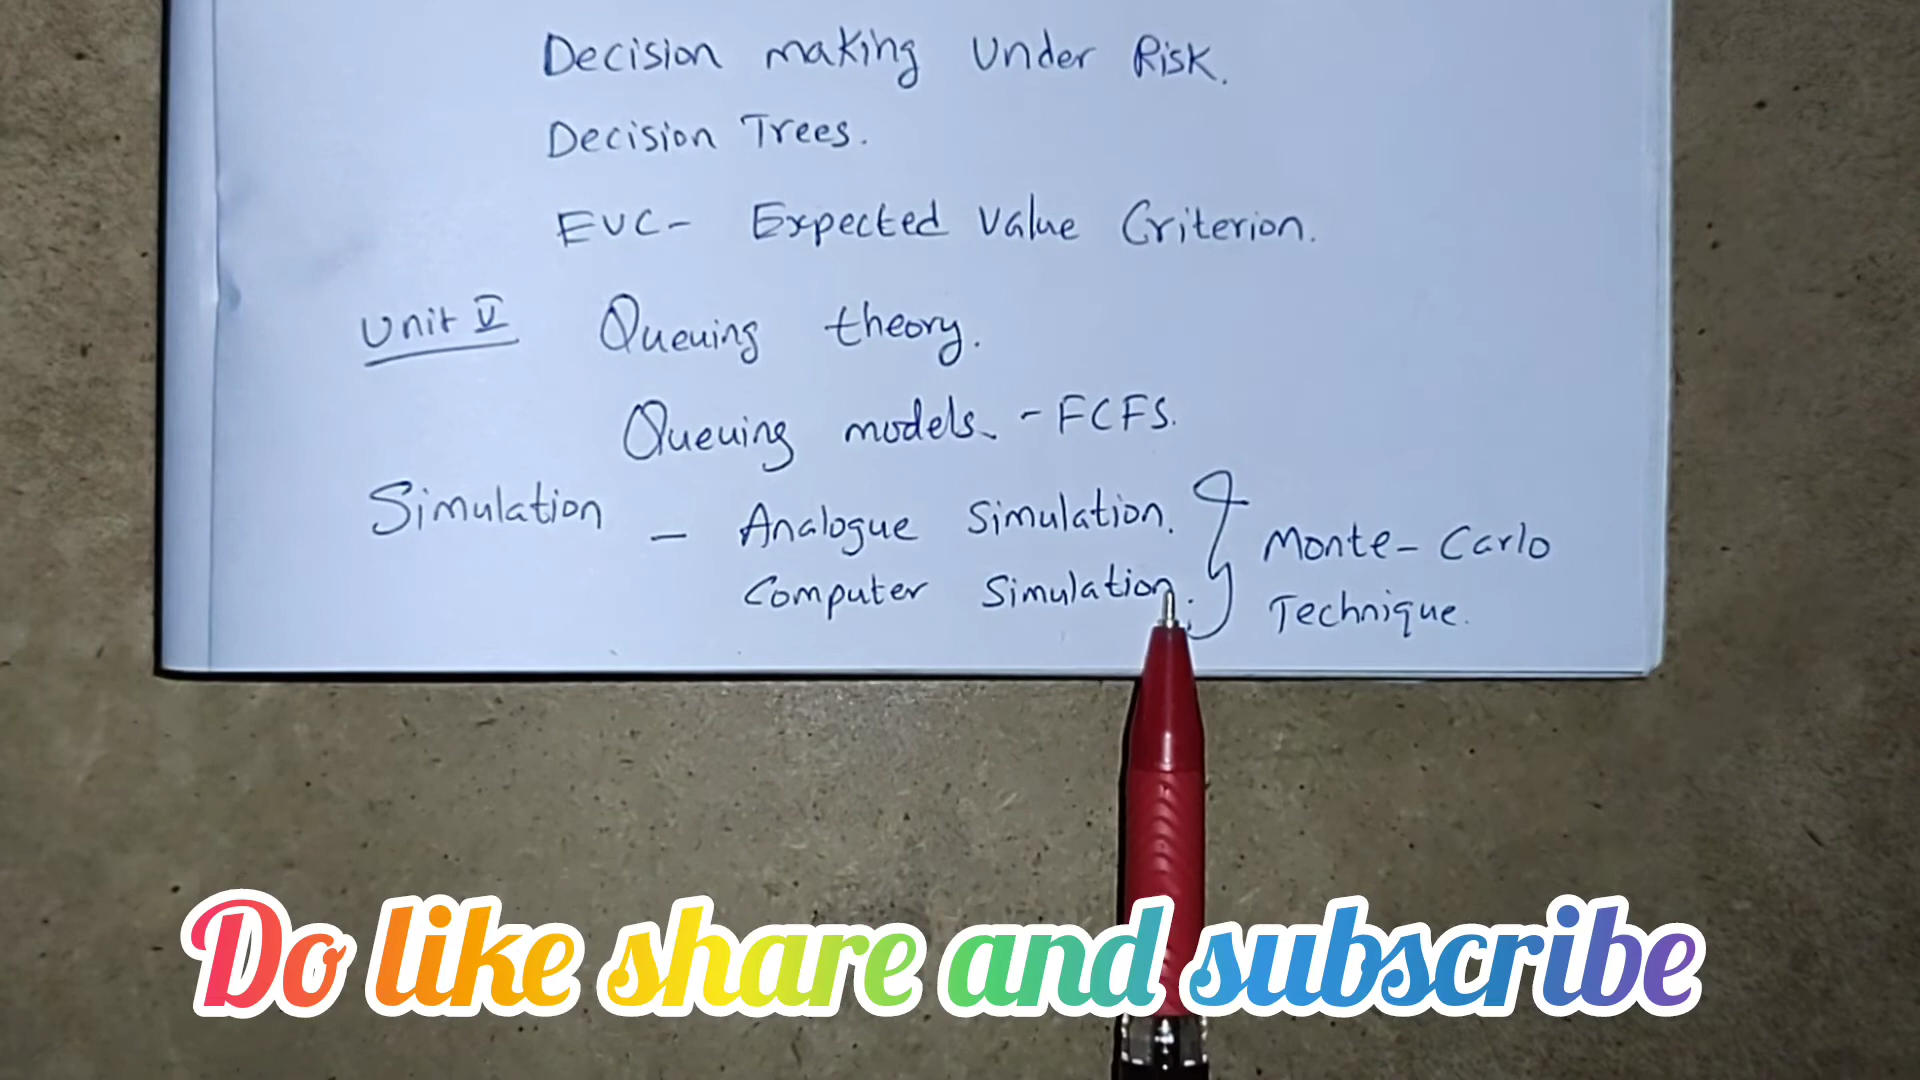 Decision making Under Risk.
Decision Trees.
EVC- Expected Value Criterion.
Unit V Queuing theory.
Queuing models - FCFS.
Simulation - Analogue Simulation.
Computer Simulation.
Monte-Carlo
Technique.
Do like share and subscribe